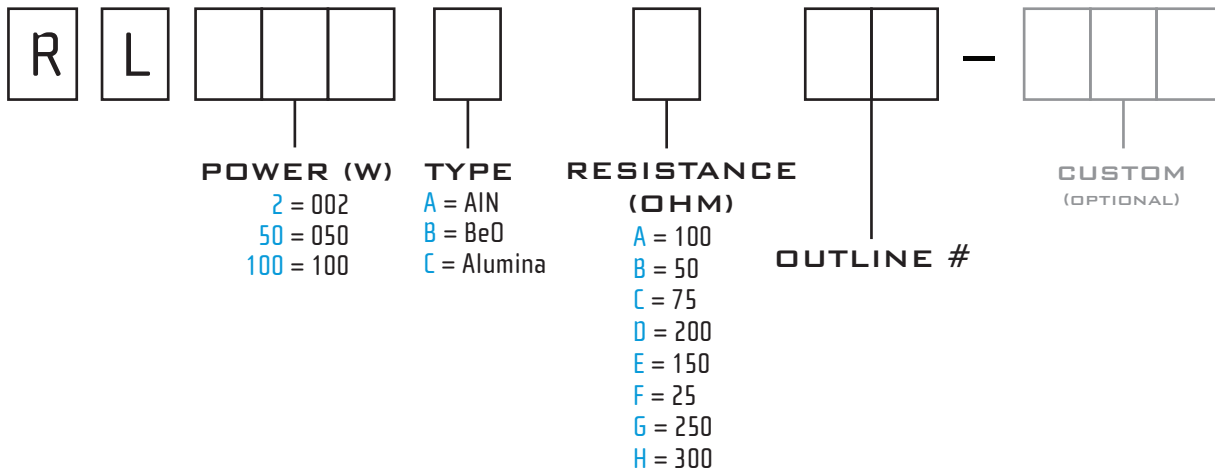 R L –
POWER (W)
2 = 002
50 = 050
100 = 100
TYPE
A = AlN
B = BeO
C = Alumina
RESISTANCE
(OHM)
A = 100
B = 50
C = 75
D = 200
E = 150
F = 25
G = 250
H = 300
OUTLINE #
CUSTOM
(OPTIONAL)